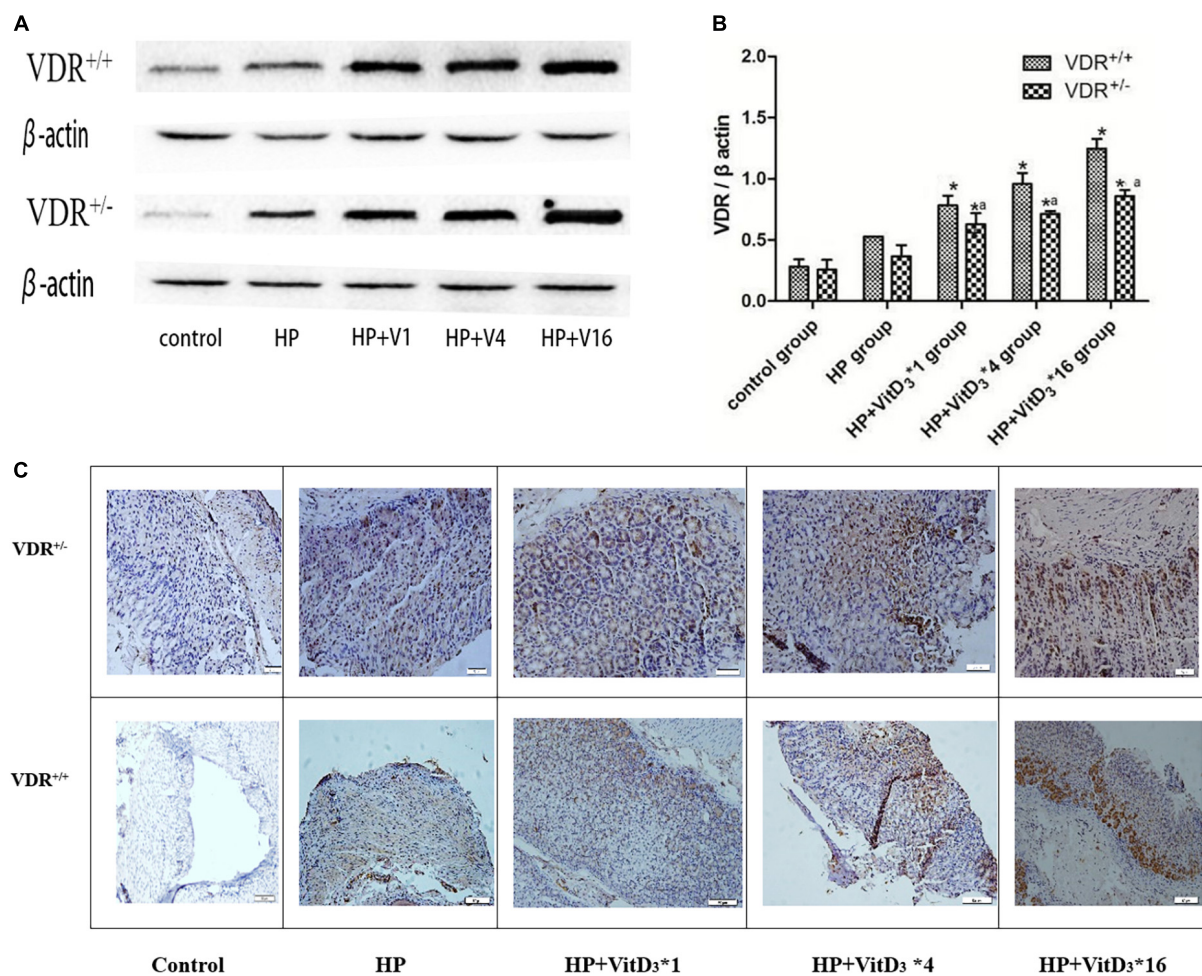 A
VDR+/+
β-actin
VDR+/-
β-actin
control HP HP+V1 HP+V4 HP+V16
B
2.0
1.5
1.0
0.5
0.0
VDR / β actin
VDR+/+
VDR+/-
*
*a
*
*a
*
* a
control group
HP group
HP+VitD3*1 group
HP+VitD3*4 group
HP+VitD3*16 group
C
VDR+/-
VDR+/+
Control HP HP+VitD3*1 HP+VitD3 *4 HP+VitD3*16